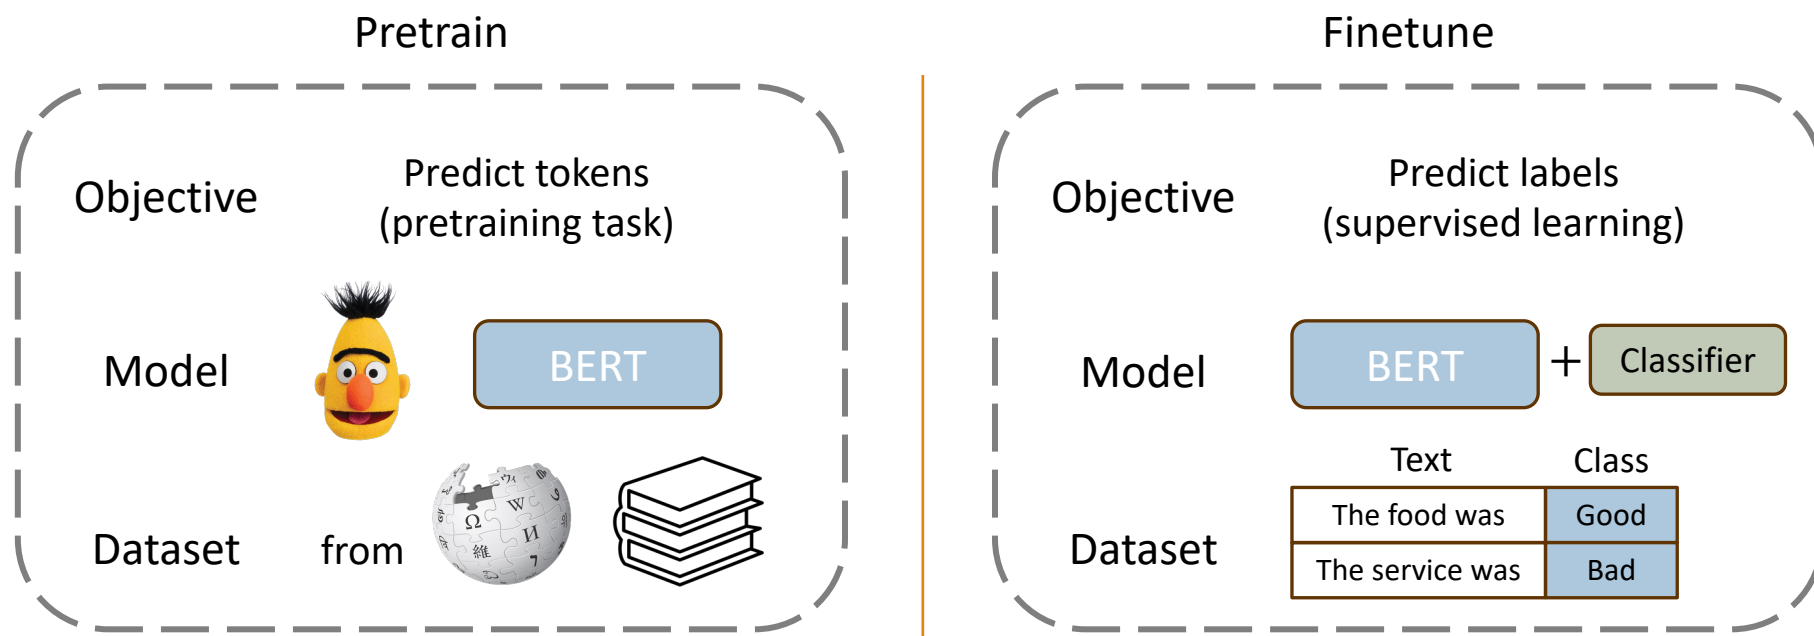 Pretrain
Objective
Predict tokens
(pretraining task)
Model
BERT
Dataset
from
Ω
W
維
И
Finetune
Objective
Predict labels
(supervised learning)
Model
BERT
+
Classifier
Text Class
Dataset
The food was Good
The service was Bad